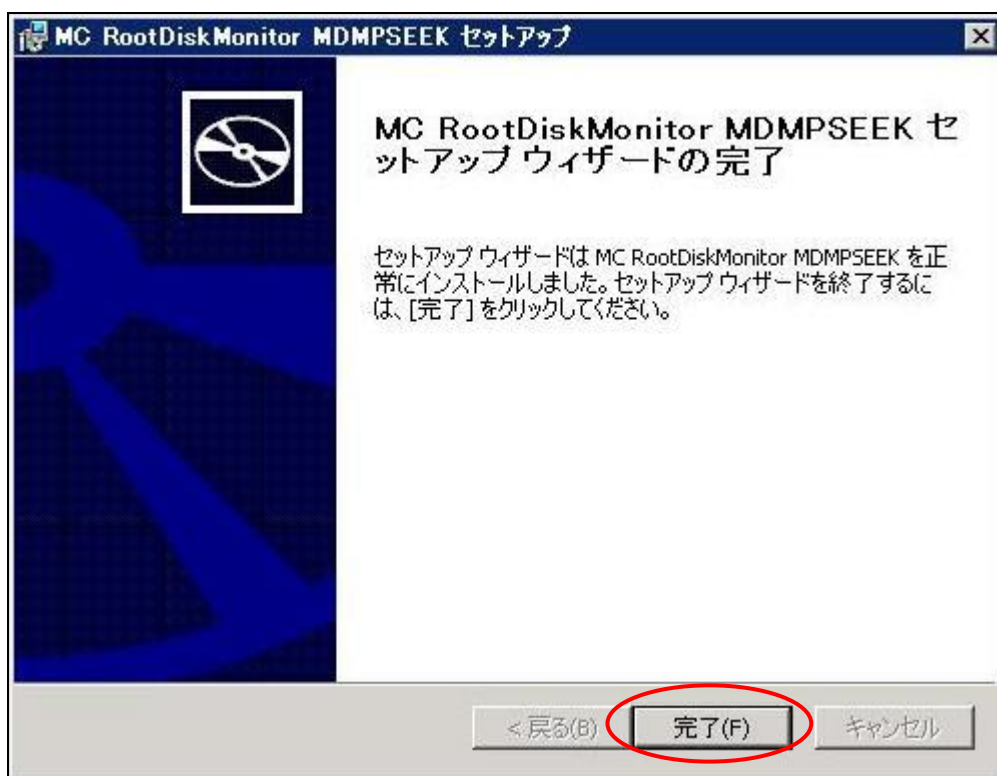 MC RootDiskMonitor MDMPSEEK セットアップ
MC RootDiskMonitor MDMPSEEK セ
ットアップ ウィザードの完了
セットアップ ウィザードは MC RootDiskMonitor MDMPSEEK を正
常にインストールしました。セットアップ ウィザードを終了するに
は、[完了] をクリックしてください。
< 戻る(B) 完了(F) キャンセル